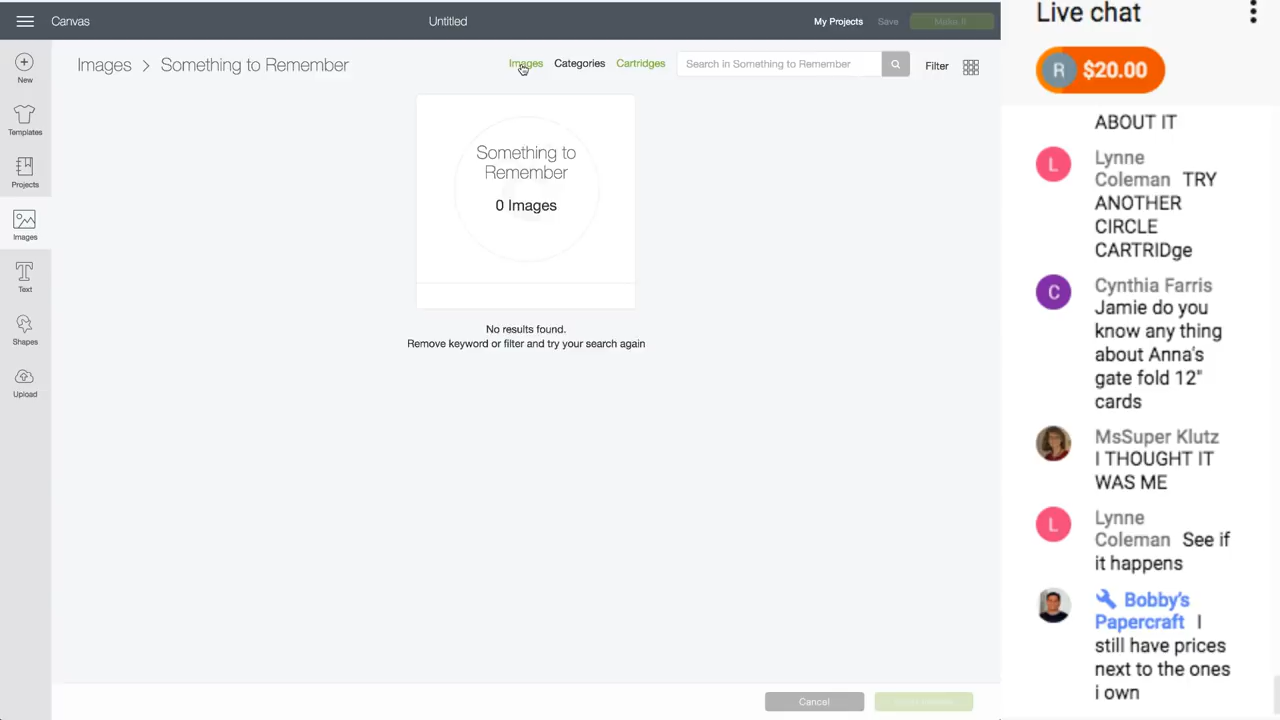 Canvas
Untitled
My Projects
Save
Make It
New
Templates
Projects
Images
Text
Shapes
Upload
Images > Something to Remember
Images
Categories
Cartridges
Search in Something to Remember
Filter
Something to
Remember
0 Images
No results found.
Remove keyword or filter and try your search again
Cancel
Live chat
R $20.00
ABOUT IT
L
Lynne
Coleman TRY
ANOTHER
CIRCLE
CARTRIDge
C
Cynthia Farris
Jamie do you
know any thing
about Anna's
gate fold 12"
cards
MsSuper Klutz
I THOUGHT IT
WAS ME
L
Lynne
Coleman See if
it happens
Bobby's
Papercraft I
still have prices
next to the ones
i own